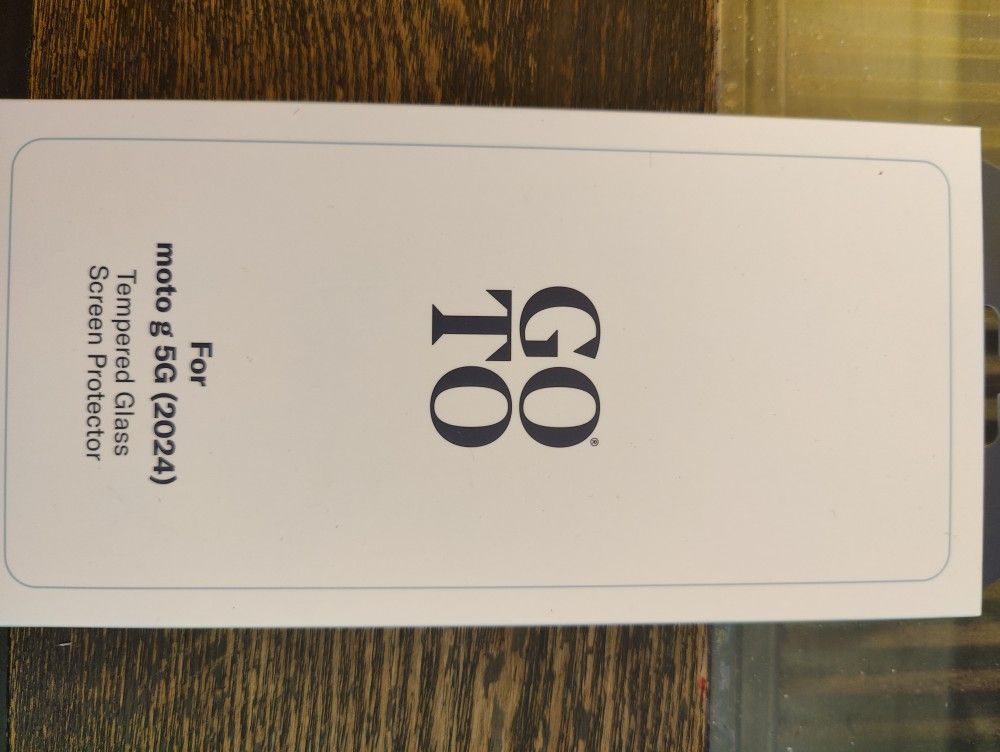 GO®
TO
For
moto g 5G (2024)
Tempered Glass
Screen Protector